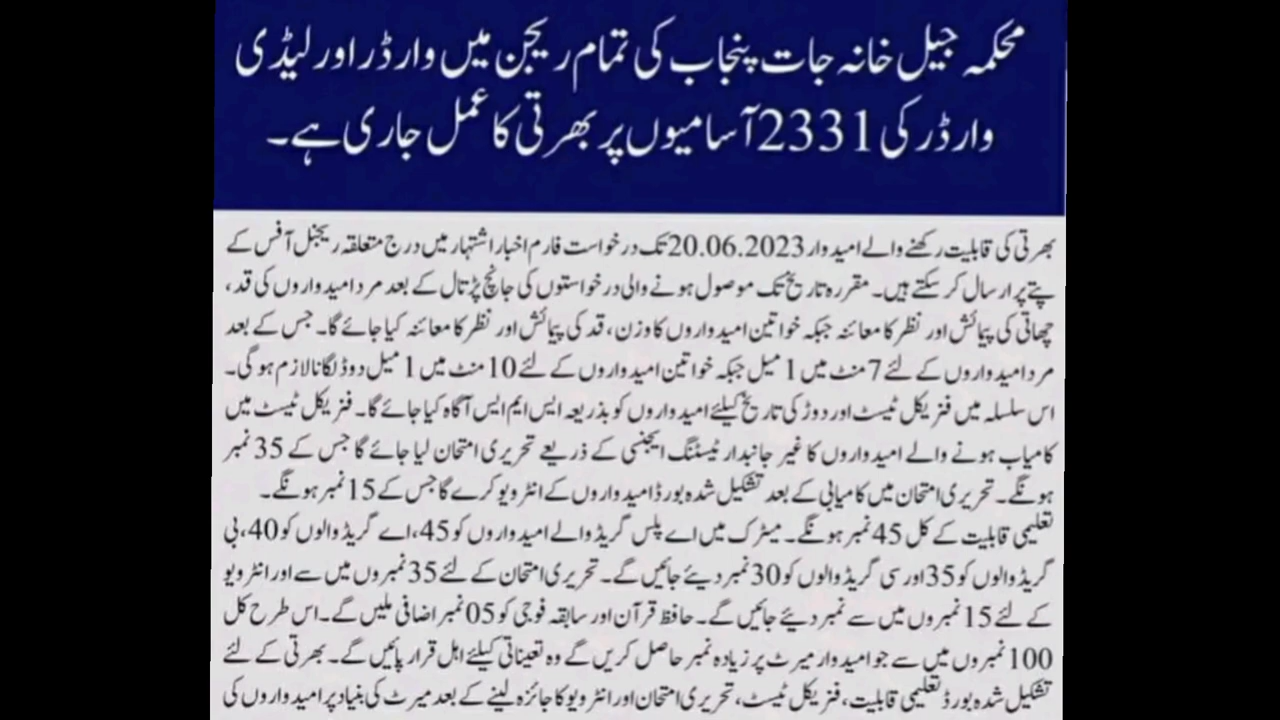 محکمہ جیل خانہ جات پنجاب کی تمام ریجن میں وارڈر اور لیڈی
وارڈر کی 2331 آسامیوں پر بھرتی کا عمل جاری ہے۔
بھرتی کی قابلیت رکھنے والے امیدوار 20.06.2023 تک درخواست فارم اخبار اشتہار میں درج متعلقہ ریجنل آفس کے
پتے پر ارسال کر سکتے ہیں۔ مقررہ تاریخ تک موصول ہونے والی درخواستوں کی جانچ پڑتال کے بعد مرد امیدواروں کی قد،
چھاتی کی پیمائش اور نظر کا معائنہ جبکہ خواتین امیدواروں کا وزن، قد کی پیمائش اور نظر کا معائنہ کیا جائے گا۔ جس کے بعد
مرد امیدواروں کے لئے 7 منٹ میں 1 میل جبکہ خواتین امیدواروں کے لئے 10 منٹ میں 1 میل دوڈ لگانا لازم ہو گی۔
اس سلسلہ میں فزیکل ٹیسٹ اور دوڑ کی تاریخ کیلئے امیدواروں کو بذریعہ ایس ایم ایس آگاہ کیا جائے گا۔ فزیکل ٹیسٹ میں
کامیاب ہونے والے امیدواروں کا غیر جانبدار ٹیسٹنگ ایجنسی کے ذریعے تحریری امتحان لیا جائے گا جس کے 35 نمبر
ہونگے۔ تحریری امتحان میں کامیابی کے بعد تشکیل شدہ بورڈ امیدواروں کے انٹرویو کرے گا جس کے 15 نمبر ہونگے۔
تعلیمی قابلیت کے کل 45 نمبر ہونگے۔ میٹرک میں اے پلس گریڈ والے امیدواروں کو 45، اے گریڈ والوں کو 40، بی
گریڈ والوں کو 35 اور سی گریڈ والوں کو 30 نمبر دیئے جائیں گے۔ تحریری امتحان کے لئے 35 نمبروں میں سے اور انٹرویو
کے لئے 15 نمبروں میں سے نمبر دیئے جائیں گے۔ حافظ قرآن اور سابقہ فوجی کو 05 نمبر اضافی ملیں گے۔ اس طرح کل
100 نمبروں میں سے جو امیدوار میرٹ پر زیادہ نمبر حاصل کریں گے وہ تعیناتی کیلئے اہل قرار پائیں گے۔ بھرتی کے لئے
تشکیل شدہ بورڈ تعلیمی قابلیت، فزیکل ٹیسٹ، تحریری امتحان اور انٹرویو کا جائزہ لینے کے بعد میرٹ کی بنیاد پر امیدواروں کی